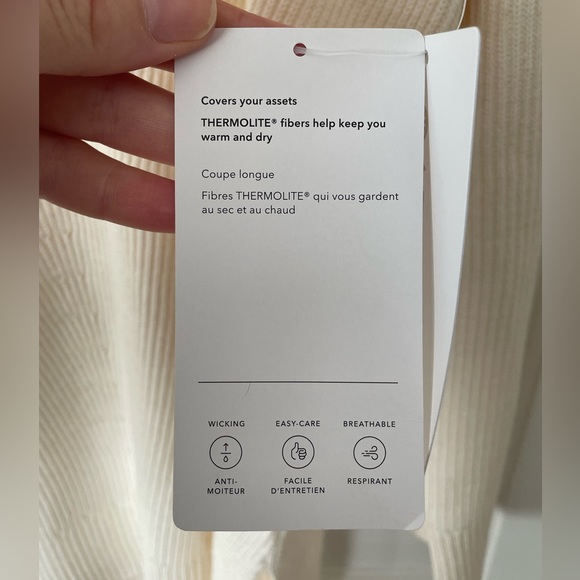 Covers your assets
THERMOLITE® fibers help keep you
warm and dry
Coupe longue
Fibres THERMOLITE® qui vous gardent
au sec et au chaud
WICKING EASY-CARE BREATHABLE
ANTI- FACILE RESPIRANT
MOITEUR D'ENTRETIEN